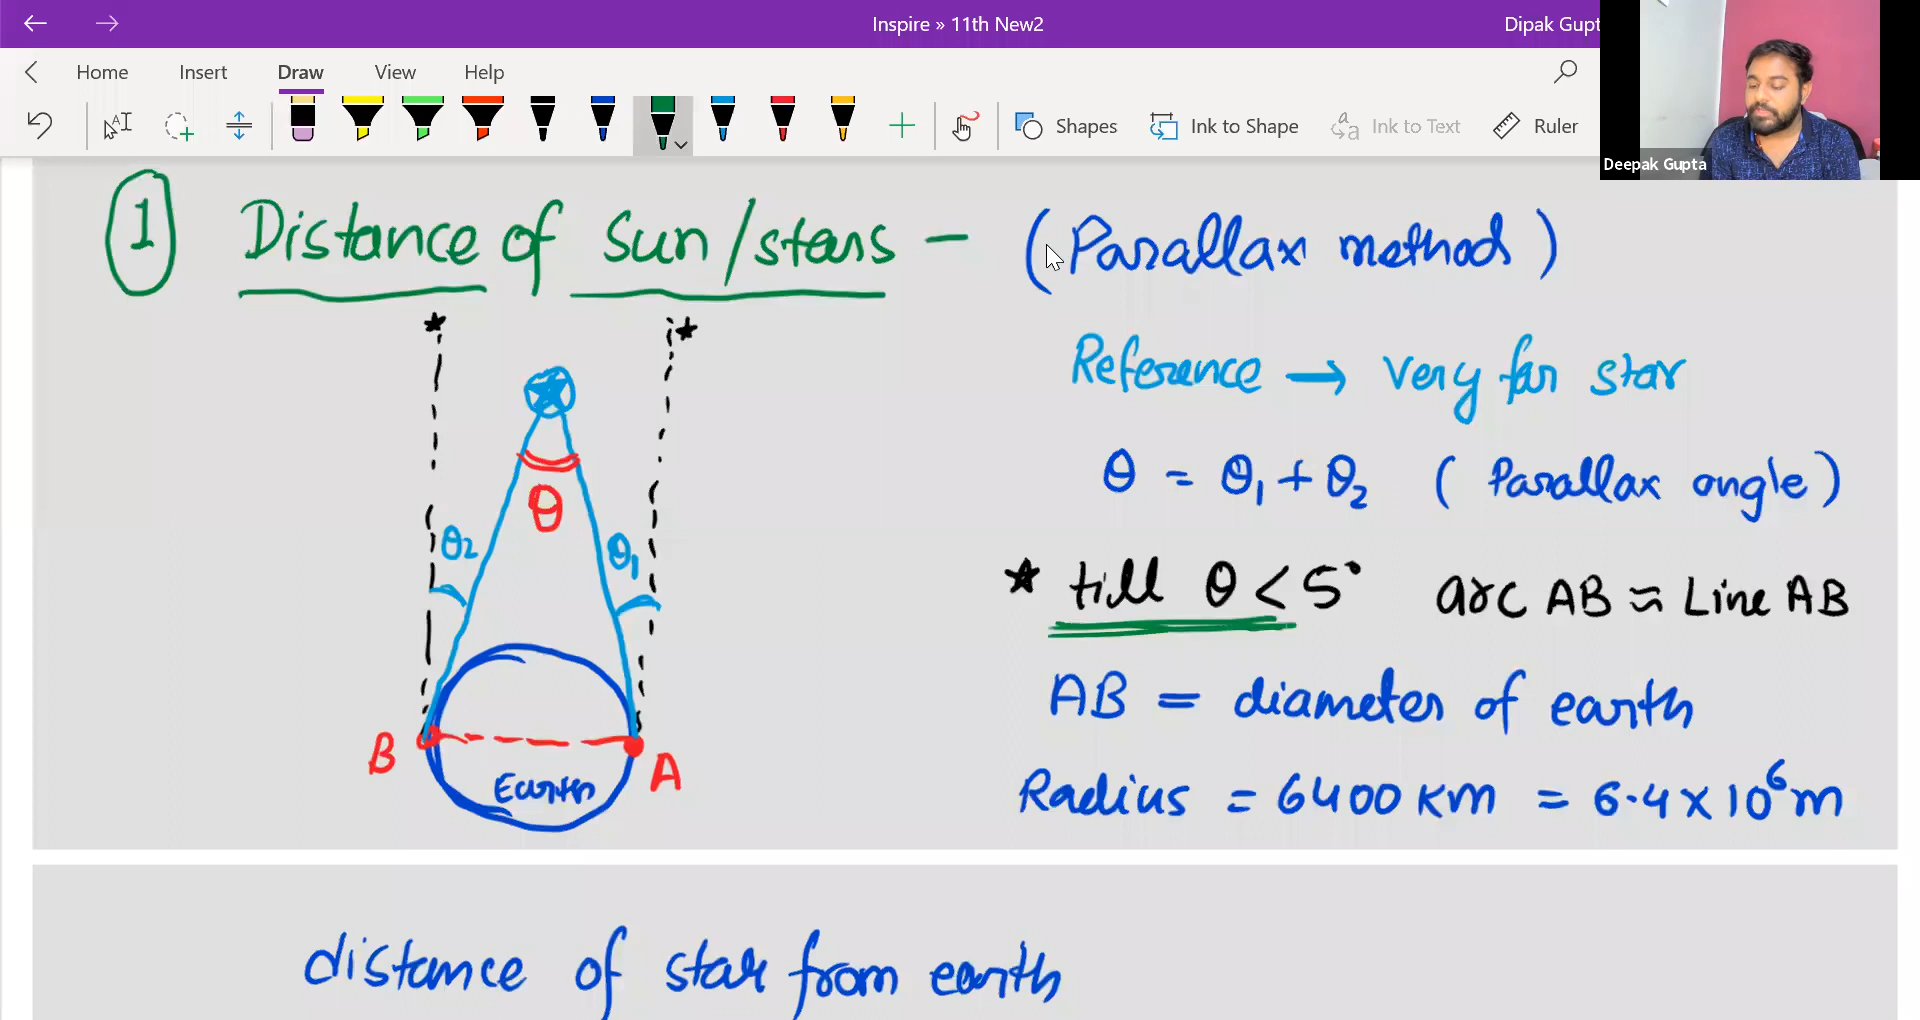 Inspire » 11th New2
Dipak Gupt
Home Insert Draw View Help
Shapes Ink to Shape Ink to Text Ruler
Deepak Gupta
1 Distance of Sun/stars - (Parallax method)
Reference → Very far star
θ = θ1 + θ2 (Parallax angle)
θ
θ2 θ1
* till θ < 5° arc AB ≈ Line AB
AB = diameter of earth
B A
Earth
Radius = 6400 KM = 6.4 x 10⁶ m
distance of star from earth